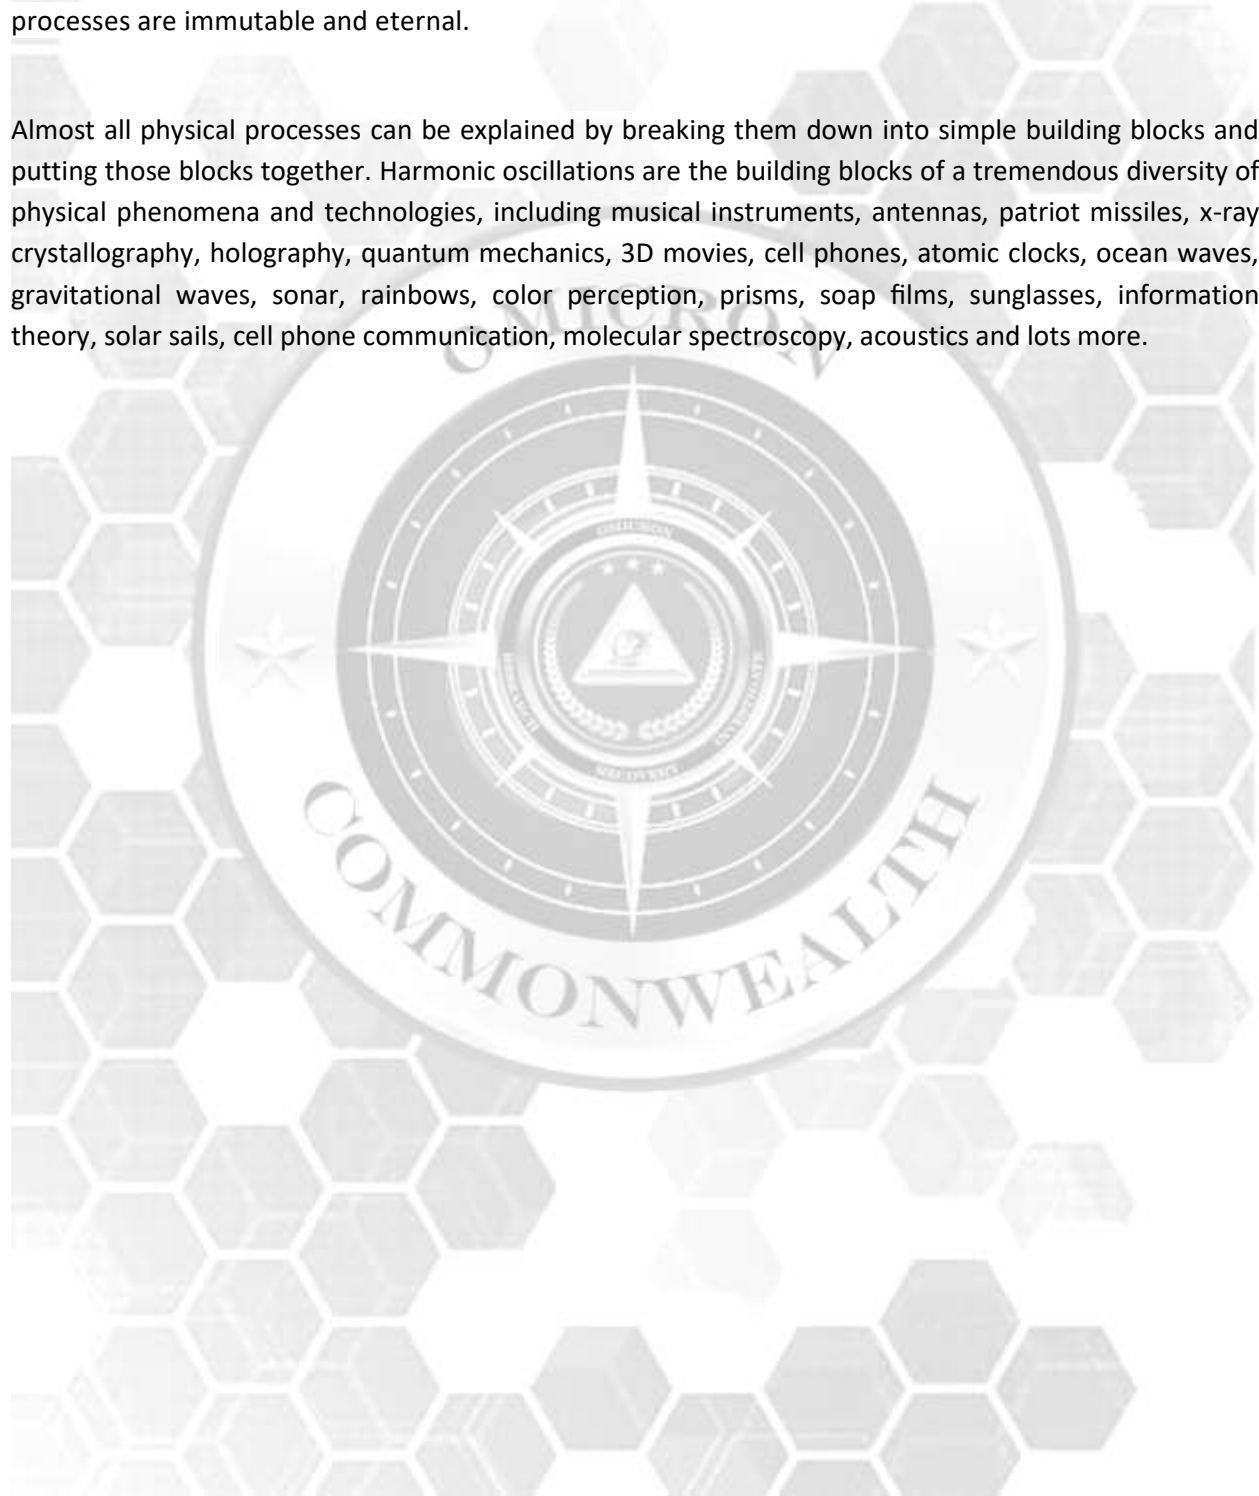 processes are immutable and eternal.
Almost all physical processes can be explained by breaking them down into simple building blocks and
putting those blocks together. Harmonic oscillations are the building blocks of a tremendous diversity of
physical phenomena and technologies, including musical instruments, antennas, patriot missiles, x-ray
crystallography, holography, quantum mechanics, 3D movies, cell phones, atomic clocks, ocean waves,
gravitational waves, sonar, rainbows, color perception, prisms, soap films, sunglasses, information
theory, solar sails, cell phone communication, molecular spectroscopy, acoustics and lots more.
OMICRON
OMICRON
RESEARCH
RECOVERY
COMMONWEALTH